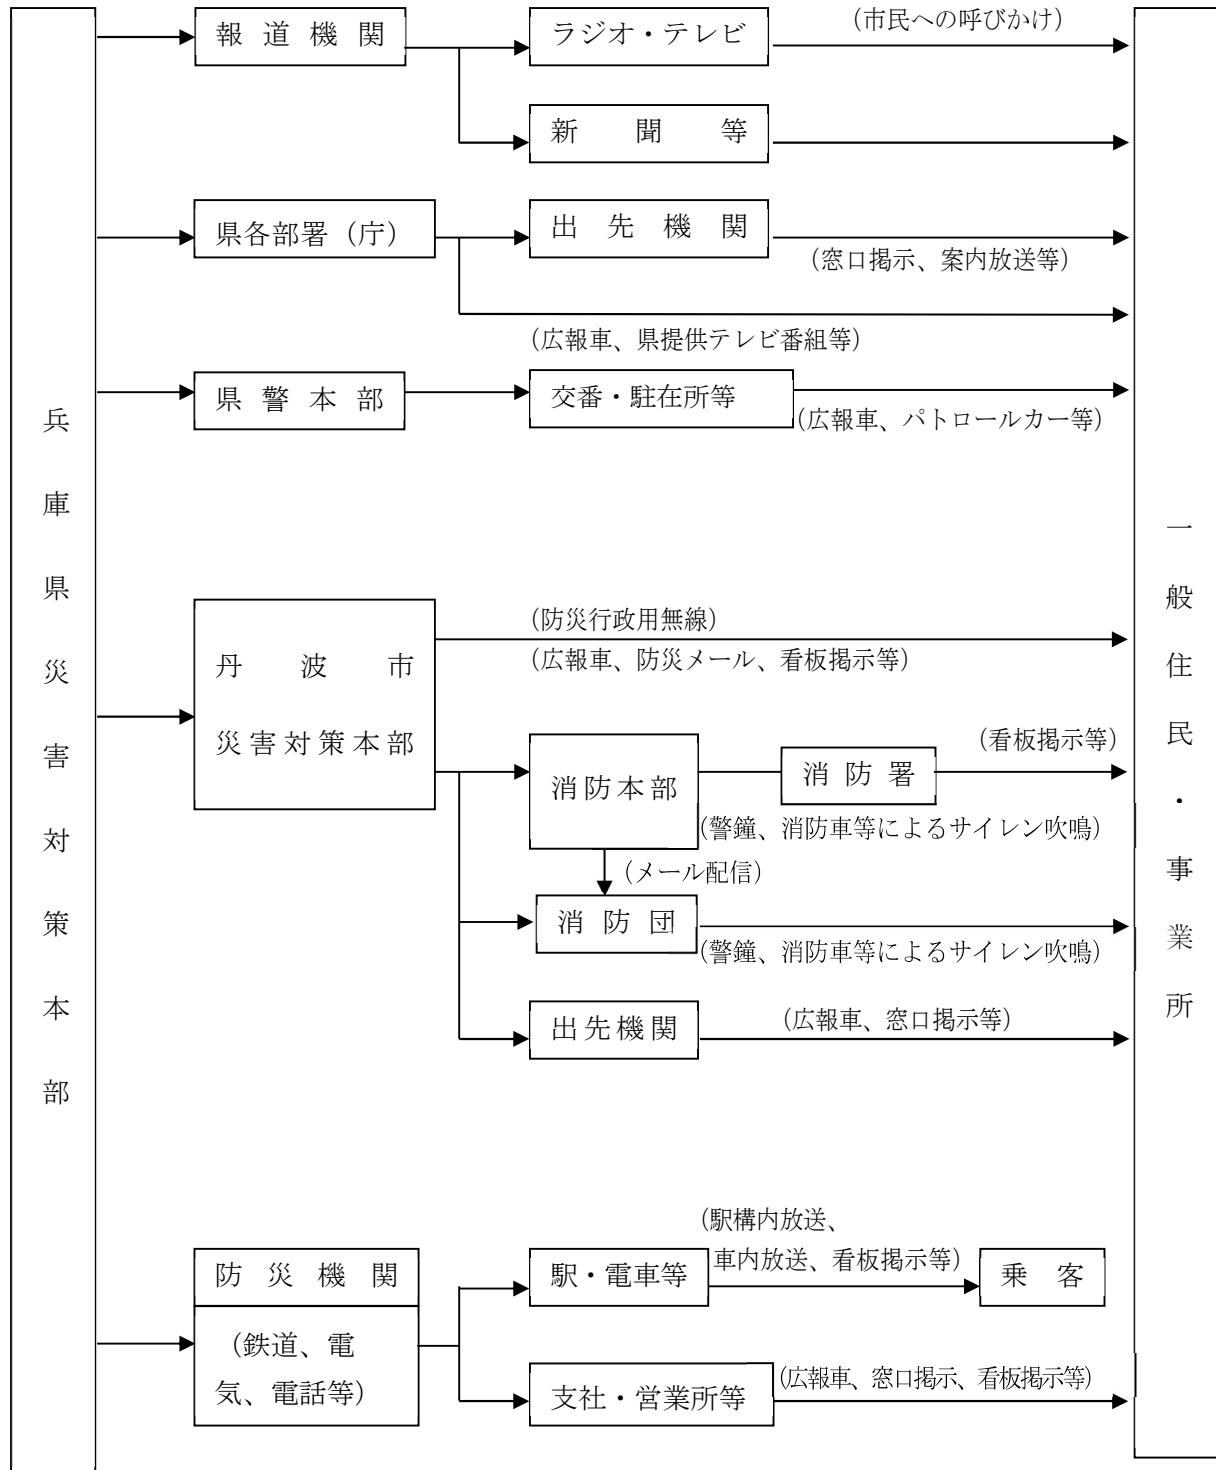 兵庫県災害対策本部
報道機関
ラジオ・テレビ
（市民への呼びかけ）
新聞等
県各部署（庁）
出先機関
（窓口掲示、案内放送等）
（広報車、県提供テレビ番組等）
県警本部
交番・駐在所等
（広報車、パトロールカー等）
丹波市
災害対策本部
（防災行政用無線）
（広報車、防災メール、看板掲示等）
消防本部
消防署
（看板掲示等）
（警鐘、消防車等によるサイレン吹鳴）
（メール配信）
消防団
（警鐘、消防車等によるサイレン吹鳴）
出先機関
（広報車、窓口掲示等）
防災機関
（鉄道、電
気、電話等）
駅・電車等
（駅構内放送、
車内放送、看板掲示等）
乗客
支社・営業所等
（広報車、窓口掲示、看板掲示等）
一般住民・事業所